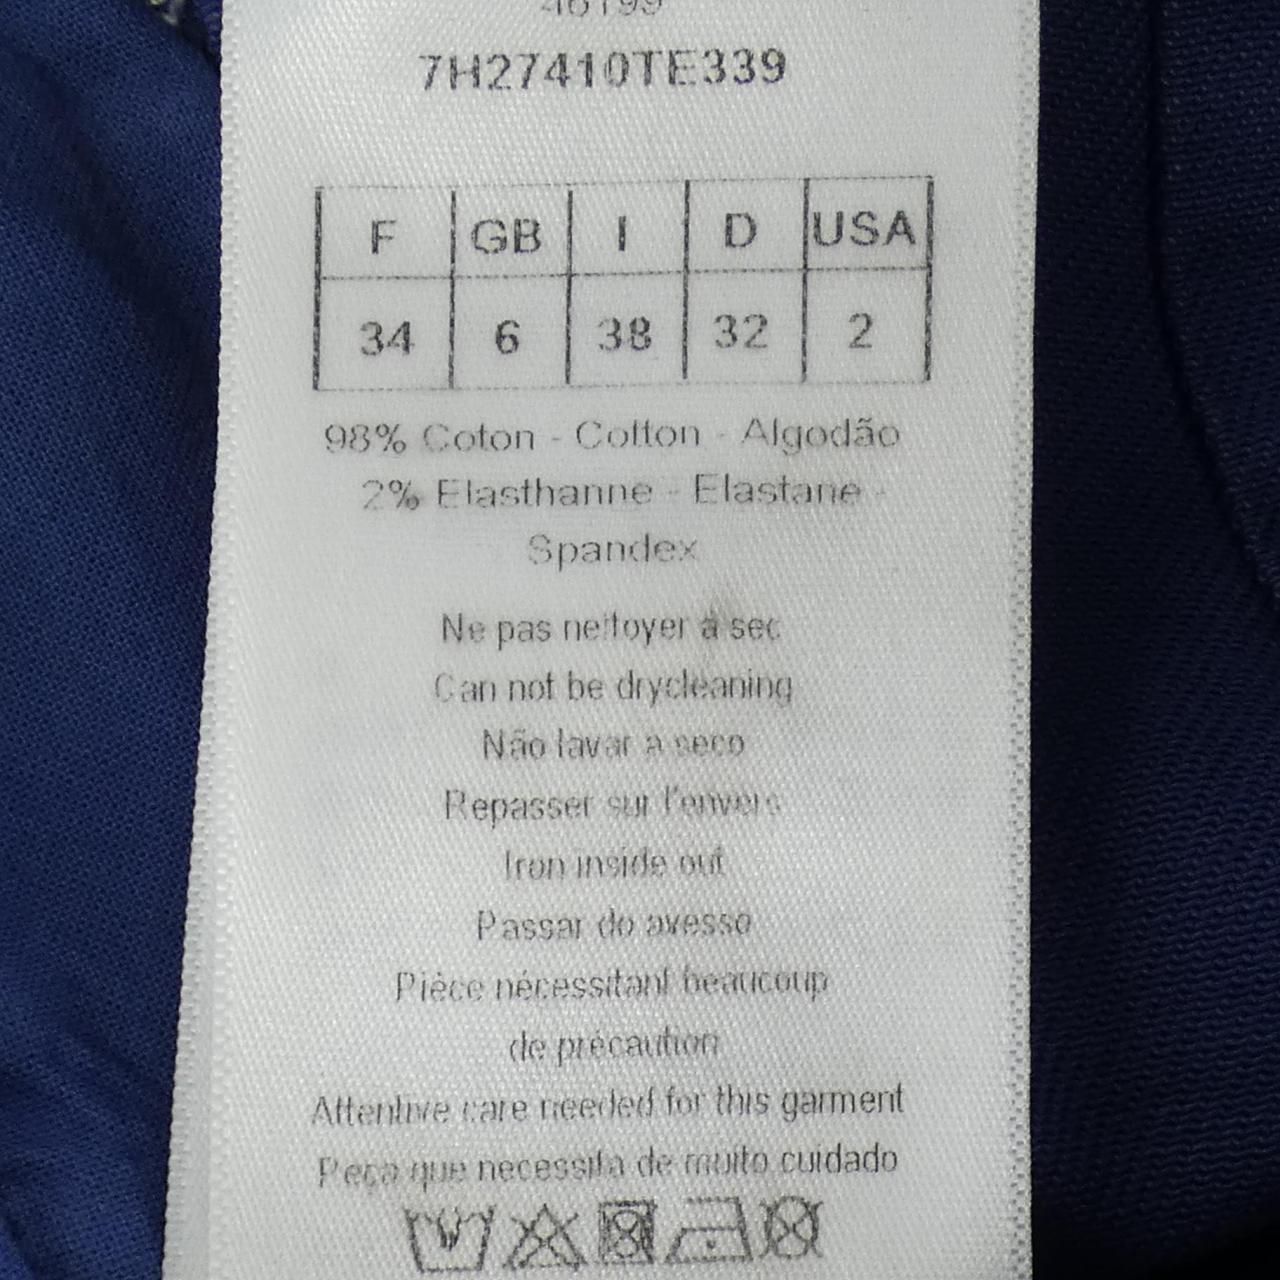 46199
7H27410TE339
F GB I D USA
34 6 38 32 2
98% Coton - Cotton - Algodão
2% Elasthanne - Elastane -
Spandex
Ne pas nettoyer à sec
Can not be drycleaning
Não lavar a seco
Repasser sur l'envers
Iron inside out
Passar do avesso
Pièce nécessitant beaucoup
de précaution
Attentive care needed for this garment
Peça que necessita de muito cuidado